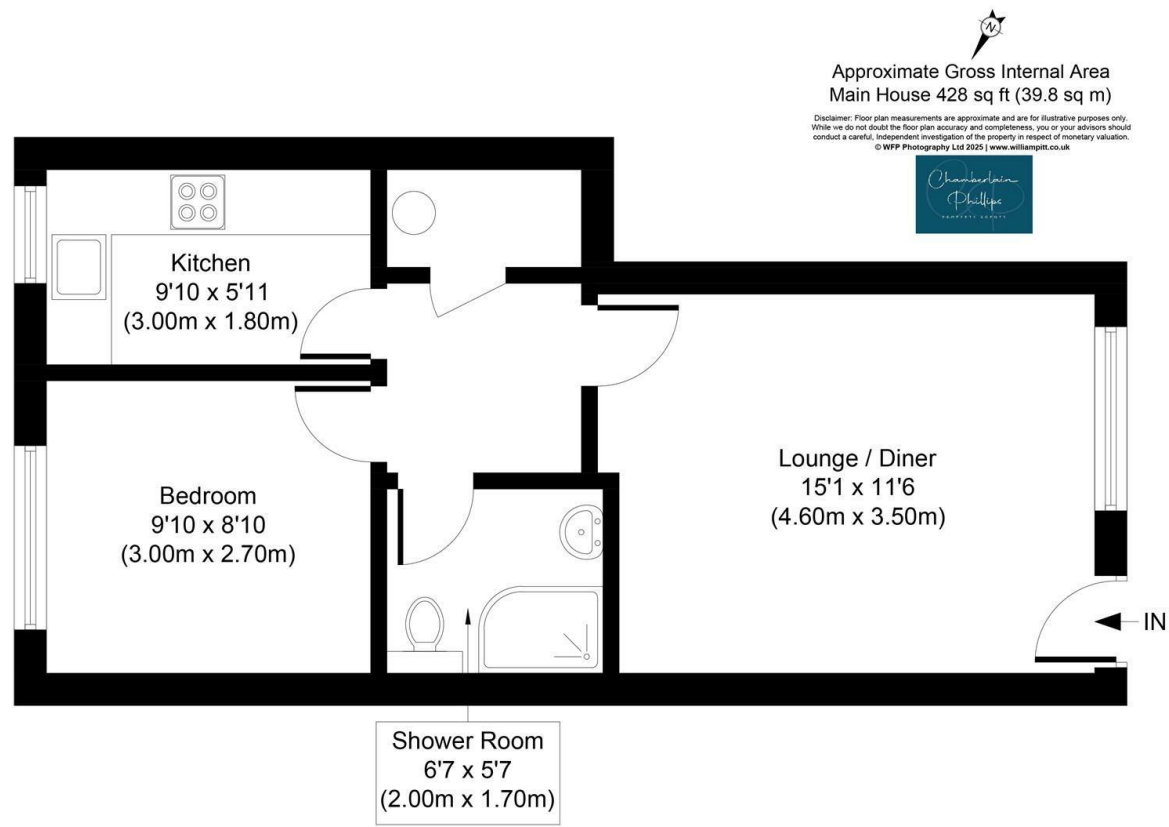 N
Approximate Gross Internal Area
Main House 428 sq ft (39.8 sq m)
Disclaimer: Floor plan measurements are approximate and are for illustrative purposes only.
While we do not doubt the floor plan accuracy and completeness, you or your advisors should
conduct a careful, Independent investigation of the property in respect of monetary valuation.
© WFP Photography Ltd 2025 | www.williampitt.co.uk
Chamberlain
Phillips
PROPERTY AGENTS
Kitchen
9'10 x 5'11
(3.00m x 1.80m)
Bedroom
9'10 x 8'10
(3.00m x 2.70m)
Lounge / Diner
15'1 x 11'6
(4.60m x 3.50m)
IN
Shower Room
6'7 x 5'7
(2.00m x 1.70m)